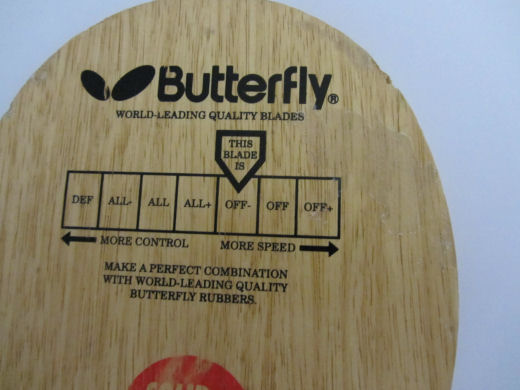 Butterfly®
WORLD-LEADING QUALITY BLADES
THIS
BLADE
IS
DEF ALL- ALL ALL+ OFF- OFF OFF+
MORE CONTROL MORE SPEED
MAKE A PERFECT COMBINATION
WITH WORLD-LEADING QUALITY
BUTTERFLY RUBBERS.
SOLID